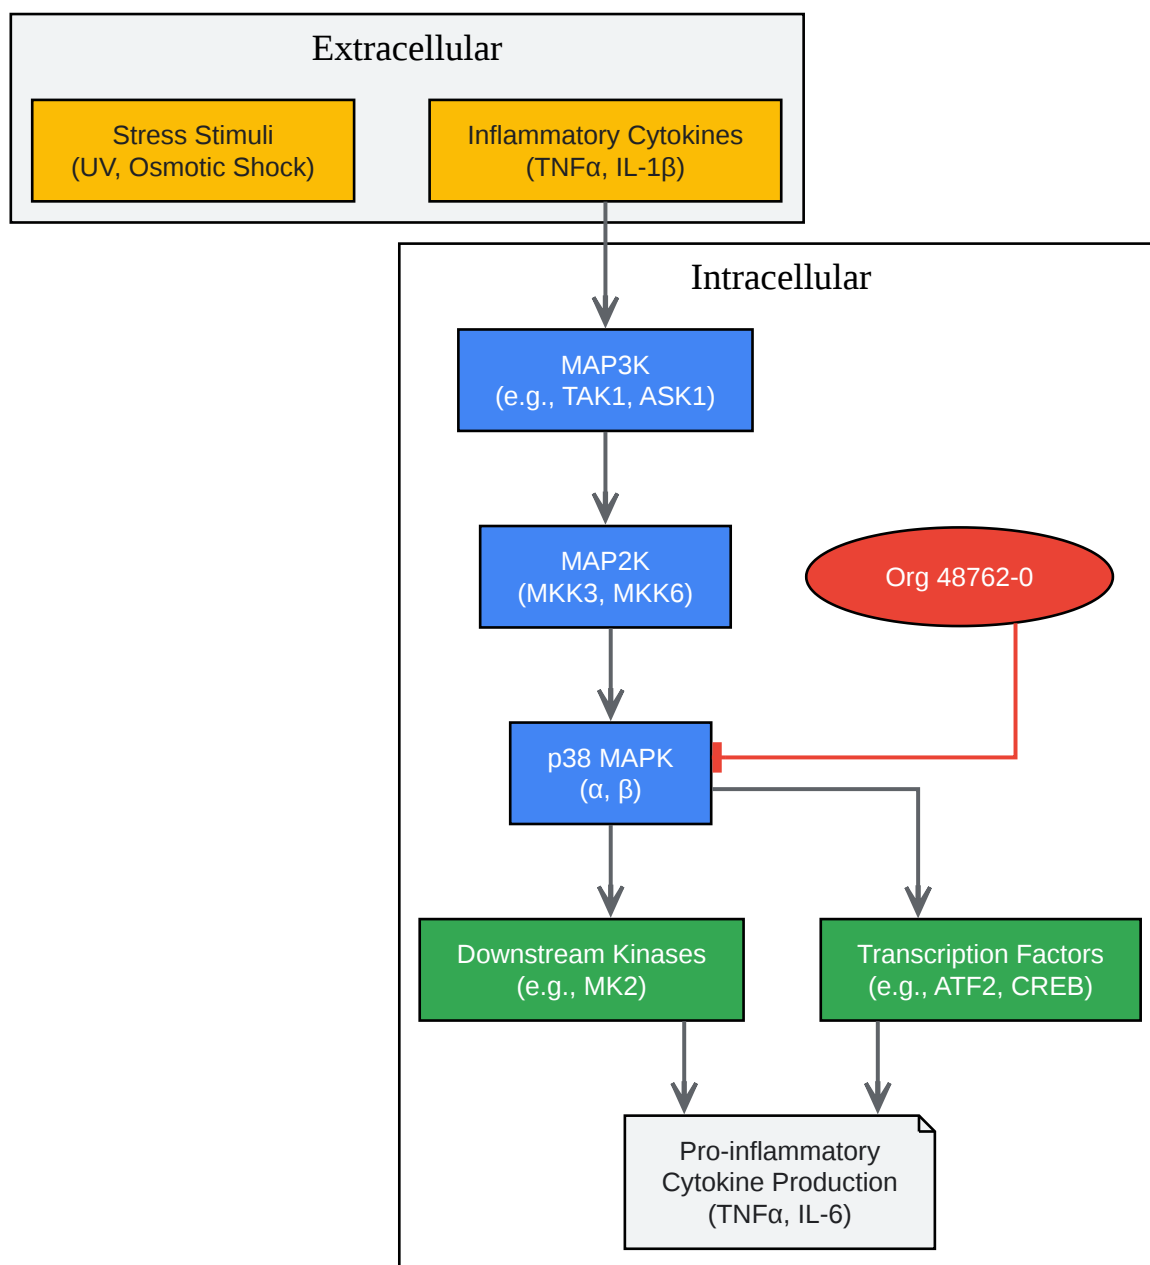 Extracellular
Stress Stimuli
(UV, Osmotic Shock)
Inflammatory Cytokines
(TNFα, IL-1β)
Intracellular
MAP3K
(e.g., TAK1, ASK1)
MAP2K
(MKK3, MKK6)
Org 48762-0
p38 MAPK
(α, β)
Downstream Kinases
(e.g., MK2)
Transcription Factors
(e.g., ATF2, CREB)
Pro-inflammatory
Cytokine Production
(TNFα, IL-6)